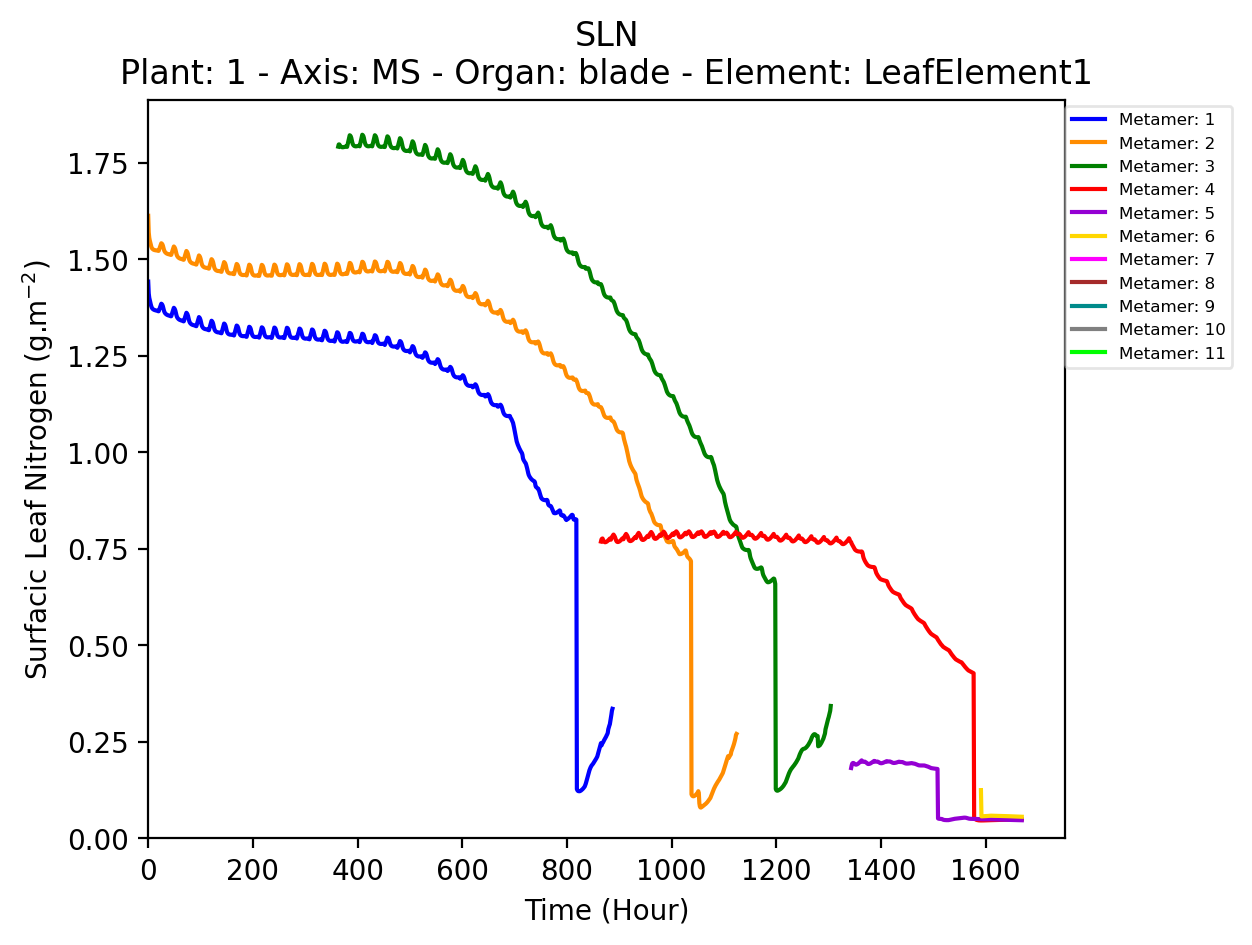 SLN
Plant: 1 - Axis: MS - Organ: blade - Element: LeafElement1
Surfacic Leaf Nitrogen (g.m⁻²)
1.75
1.50
1.25
1.00
0.75
0.50
0.25
0.00
0 200 400 600 800 1000 1200 1400 1600
Time (Hour)
Metamer: 1
Metamer: 2
Metamer: 3
Metamer: 4
Metamer: 5
Metamer: 6
Metamer: 7
Metamer: 8
Metamer: 9
Metamer: 10
Metamer: 11